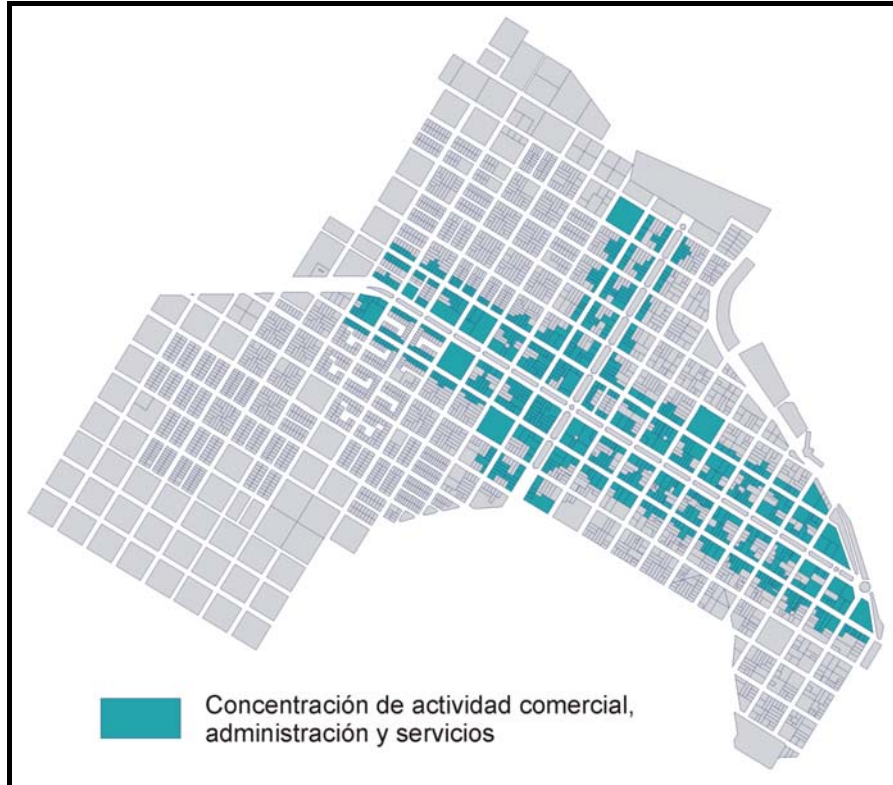 Concentración de actividad comercial,
administración y servicios